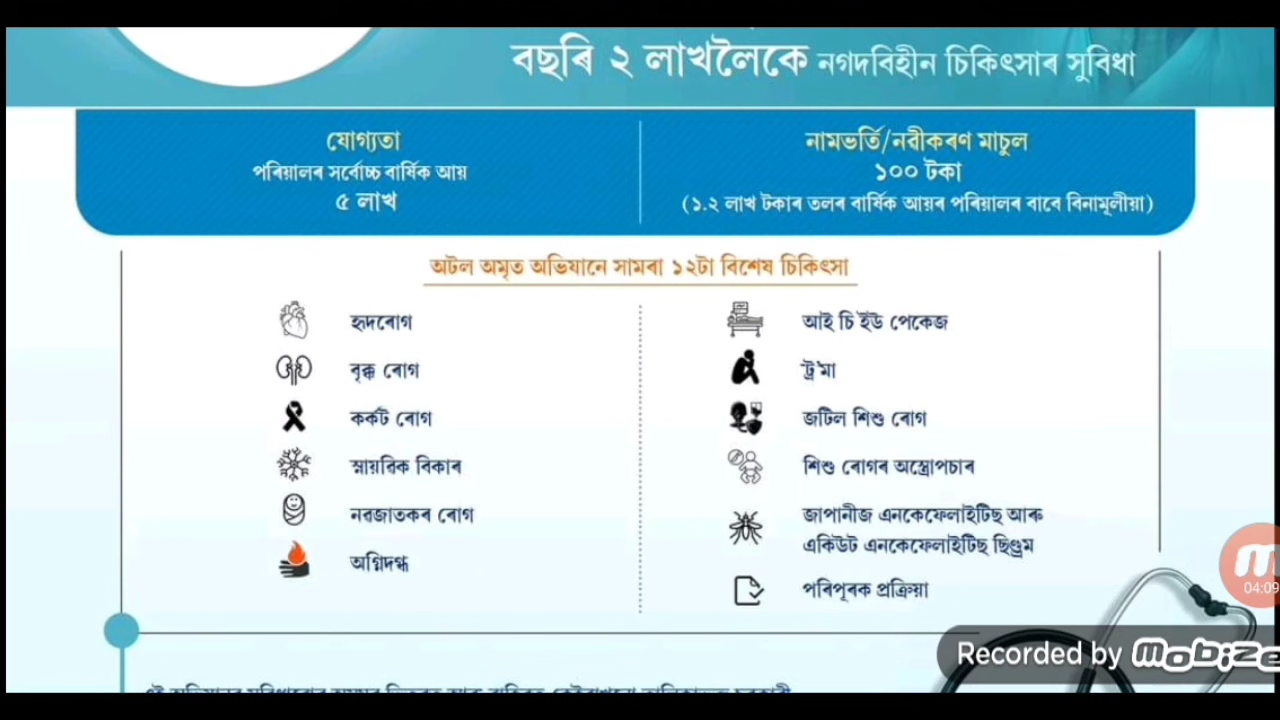 বছৰি ২ লাখলৈকে নগদবিহীন চিকিৎসাৰ সুবিধা
যোগ্যতা
পৰিয়ালৰ সৰ্বোচ্চ বাৰ্ষিক আয়
৫ লাখ
নামভৰ্তি/নৱীকৰণ মাচুল
১০০ টকা
(১.২ লাখ টকাৰ তলৰ বাৰ্ষিক আয়ৰ পৰিয়ালৰ বাবে বিনামূলীয়া)
অটল অমৃত অভিযানে সামৰা ১২টা বিশেষ চিকিৎসা
হৃদৰোগ
বৃক্ক ৰোগ
কৰ্কট ৰোগ
স্নায়ৱিক বিকাৰ
নৱজাতকৰ ৰোগ
অগ্নিদগ্ধ
আই চি ইউ পেকেজ
ট্ৰ'মা
জটিল শিশু ৰোগ
শিশু ৰোগৰ অস্ত্ৰোপচাৰ
জাপানীজ এনকেফেলাইটিছ আৰু
একিউট এনকেফেলাইটিছ ছিণ্ড্ৰম
পৰিপূৰক প্ৰক্ৰিয়া
04:09
Recorded by